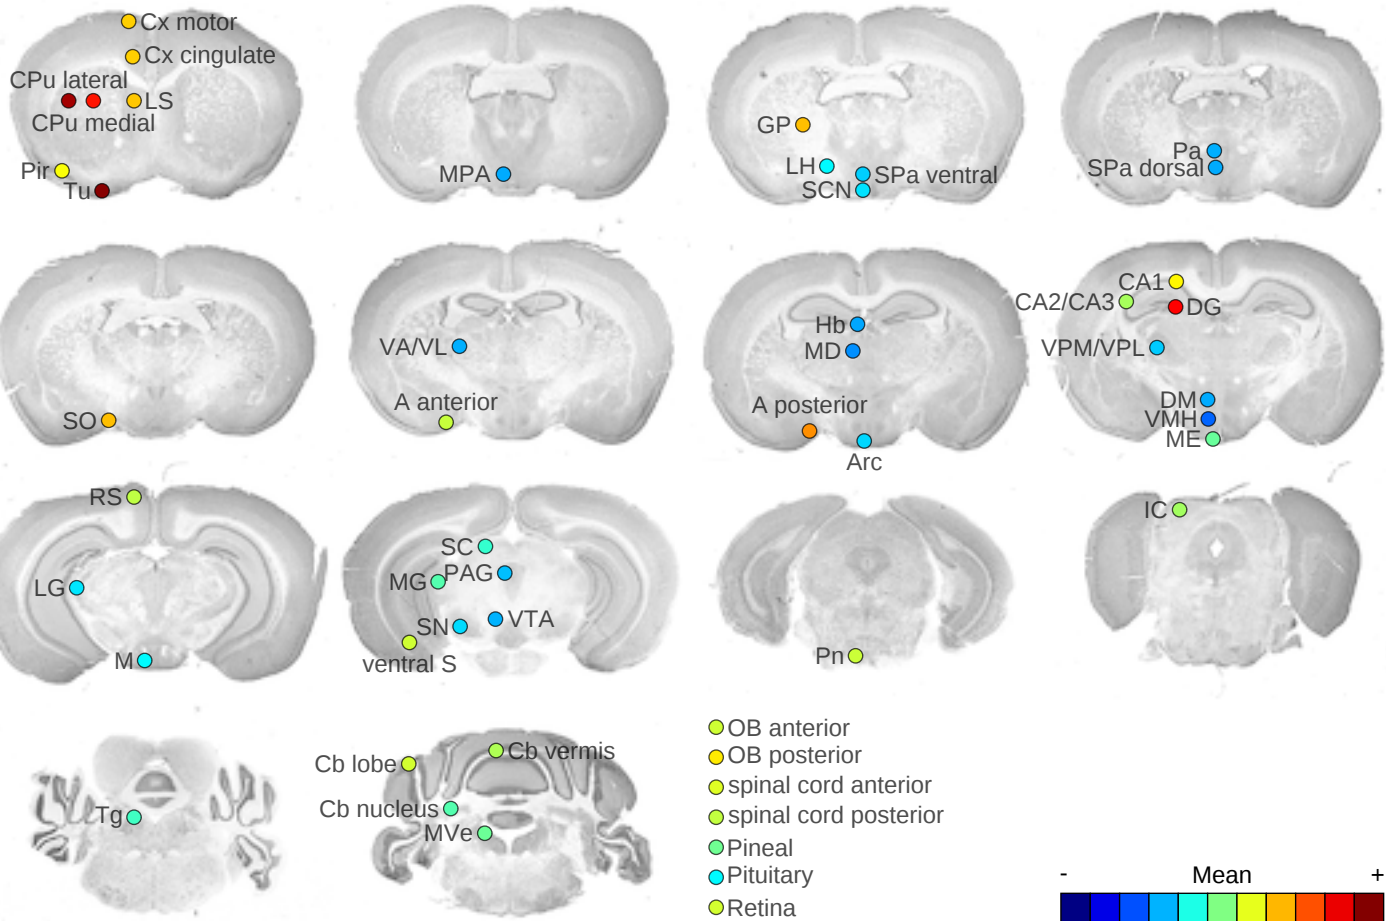 Cx motor
Cx cingulate
CPu lateral
LS
CPu medial
Pir
Tu
MPA
GP
LH
SPa ventral
SCN
Pa
SPa dorsal
SO
VA/VL
A anterior
Hb
MD
A posterior
Arc
CA1
CA2/CA3
DG
VPM/VPL
DM
VMH
ME
RS
LG
M
SC
MG
PAG
SN
VTA
ventral S
Pn
IC
Tg
Cb lobe
Cb vermis
Cb nucleus
MVe
OB anterior
OB posterior
spinal cord anterior
spinal cord posterior
Pineal
Pituitary
Retina
- Mean +